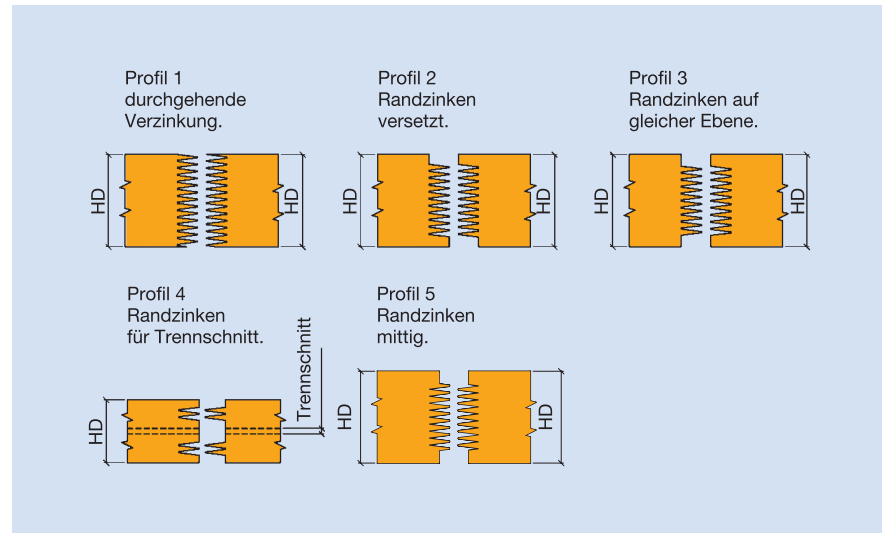 Profil 1
durchgehende
Verzinkung.
Profil 2
Randzinken
versetzt.
Profil 3
Randzinken auf
gleicher Ebene.
HD
HD
HD
HD
HD
HD
Profil 4
Randzinken
für Trennschnitt.
Trennschnitt
Profil 5
Randzinken
mittig.
HD
HD
HD